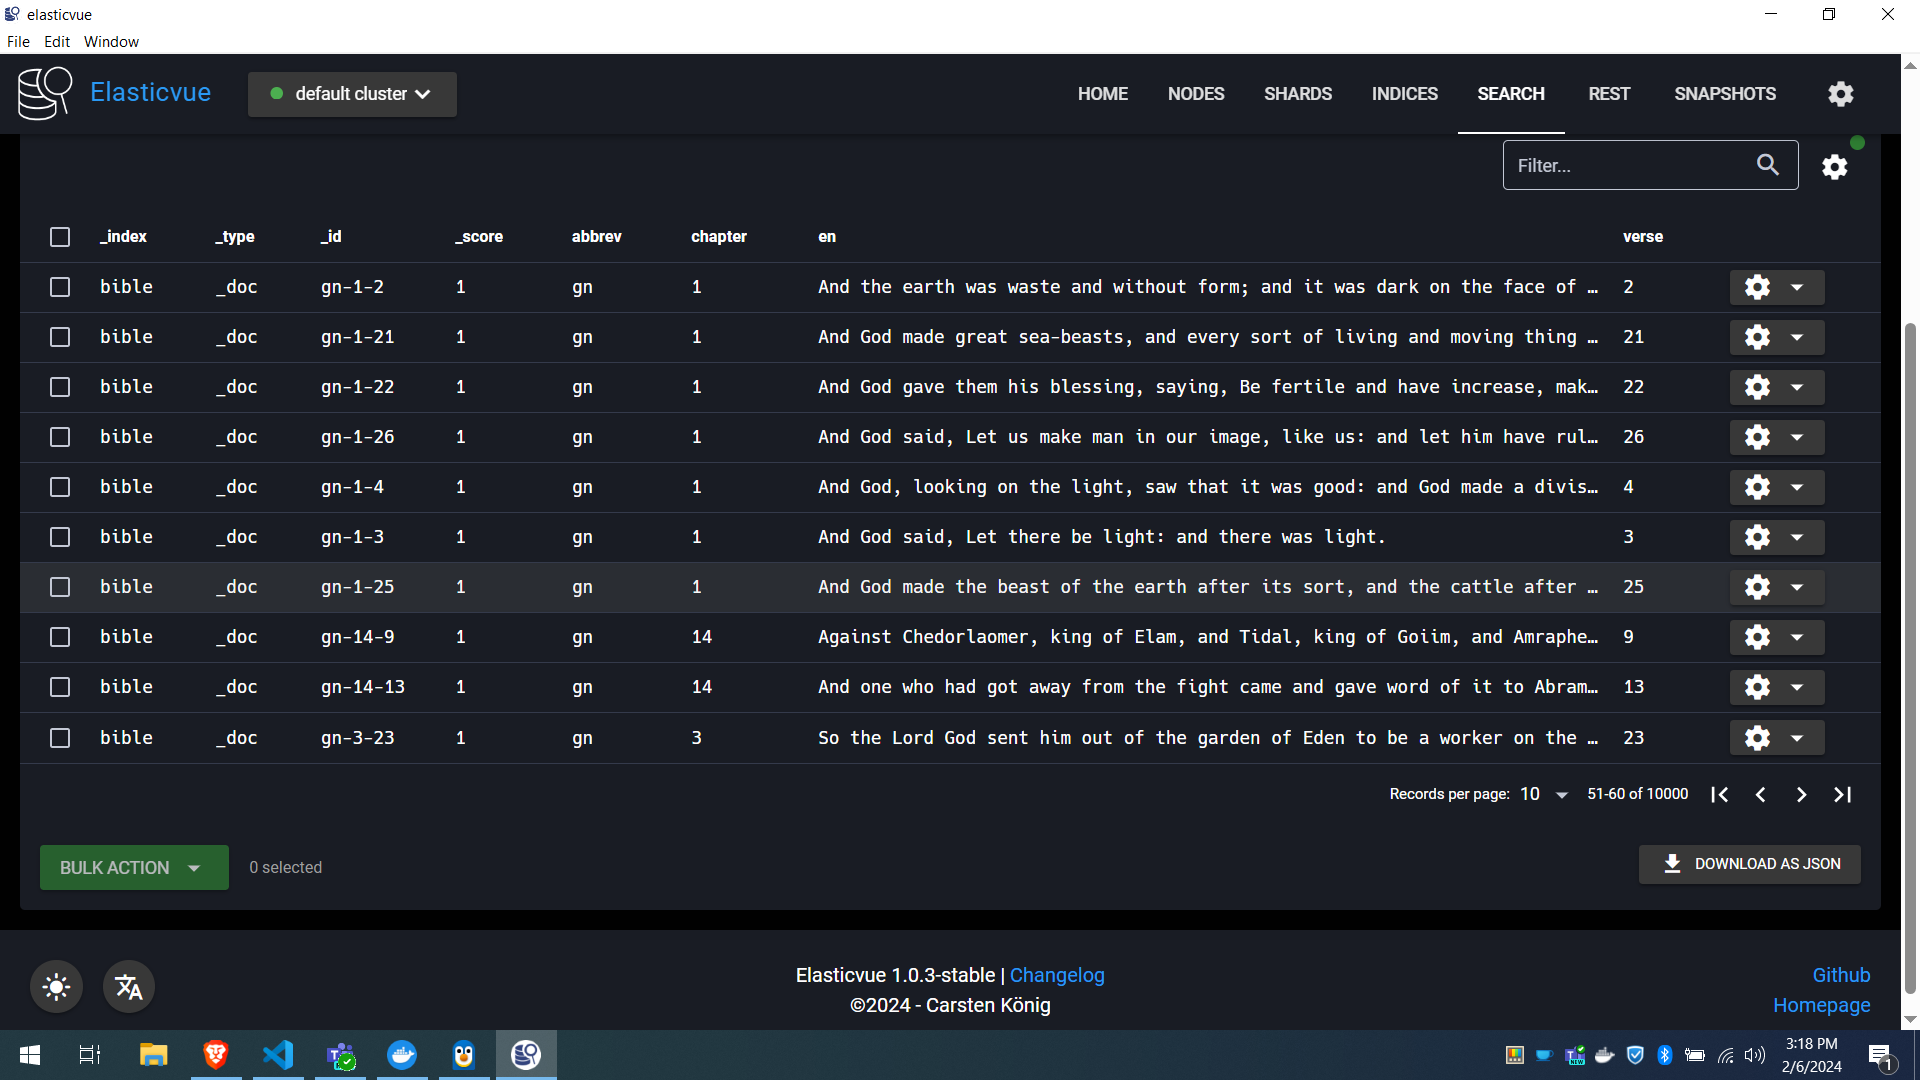 elasticvue
File Edit Window
Elasticvue default cluster HOME NODES SHARDS INDICES SEARCH REST SNAPSHOTS
Filter...
_index _type _id _score abbrev chapter en verse
bible _doc gn-1-2 1 gn 1 And the earth was waste and without form; and it was dark on the face of … 2
bible _doc gn-1-21 1 gn 1 And God made great sea-beasts, and every sort of living and moving thing … 21
bible _doc gn-1-22 1 gn 1 And God gave them his blessing, saying, Be fertile and have increase, mak… 22
bible _doc gn-1-26 1 gn 1 And God said, Let us make man in our image, like us: and let him have rul… 26
bible _doc gn-1-4 1 gn 1 And God, looking on the light, saw that it was good: and God made a divis… 4
bible _doc gn-1-3 1 gn 1 And God said, Let there be light: and there was light. 3
bible _doc gn-1-25 1 gn 1 And God made the beast of the earth after its sort, and the cattle after … 25
bible _doc gn-14-9 1 gn 14 Against Chedorlaomer, king of Elam, and Tidal, king of Goiim, and Amraphe… 9
bible _doc gn-14-13 1 gn 14 And one who had got away from the fight came and gave word of it to Abram… 13
bible _doc gn-3-23 1 gn 3 So the Lord God sent him out of the garden of Eden to be a worker on the … 23
Records per page: 10 51-60 of 10000
BULK ACTION 0 selected DOWNLOAD AS JSON
Elasticvue 1.0.3-stable | Changelog Github
©2024 - Carsten König Homepage
3:18 PM
2/6/2024
1